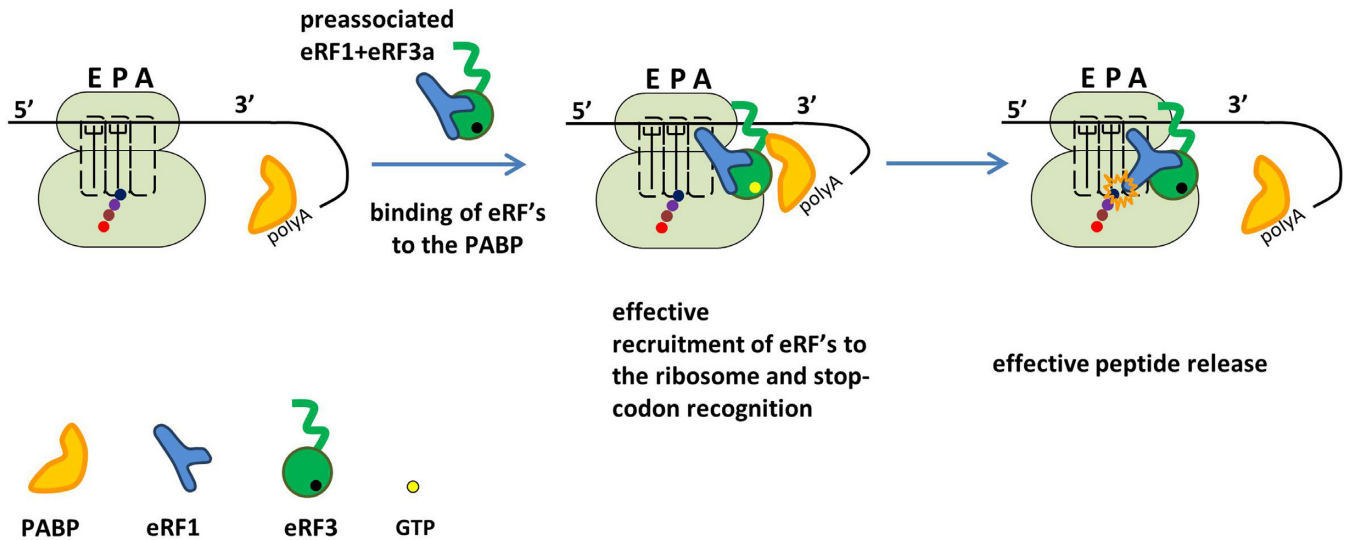 preassociated
eRF1+eRF3a
E P A
5’
3’
polyA
binding of eRF’s
to the PABP
E P A
5’
3’
polyA
effective
recruitment of eRF’s to
the ribosome and stop-
codon recognition
E P A
5’
3’
polyA
effective peptide release
PABP
eRF1
eRF3
GTP